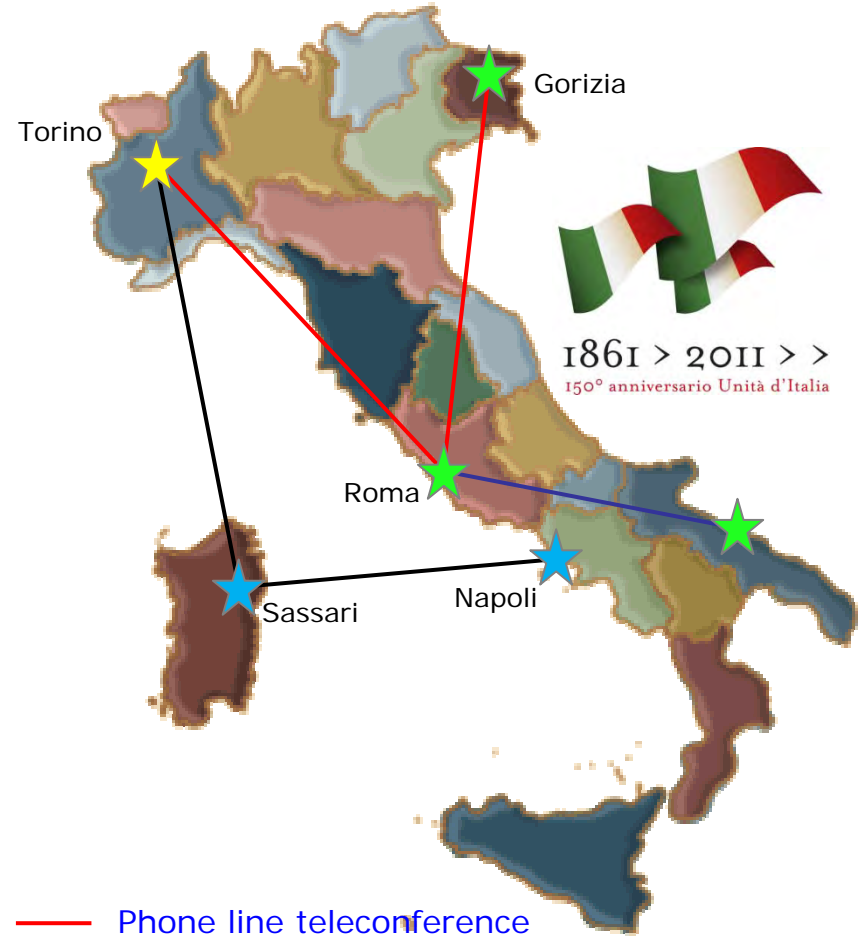 Gorizia
Torino
1861 > 2011 > >
150° anniversario Unità d'Italia
Roma
Napoli
Sassari
Phone line teleconference